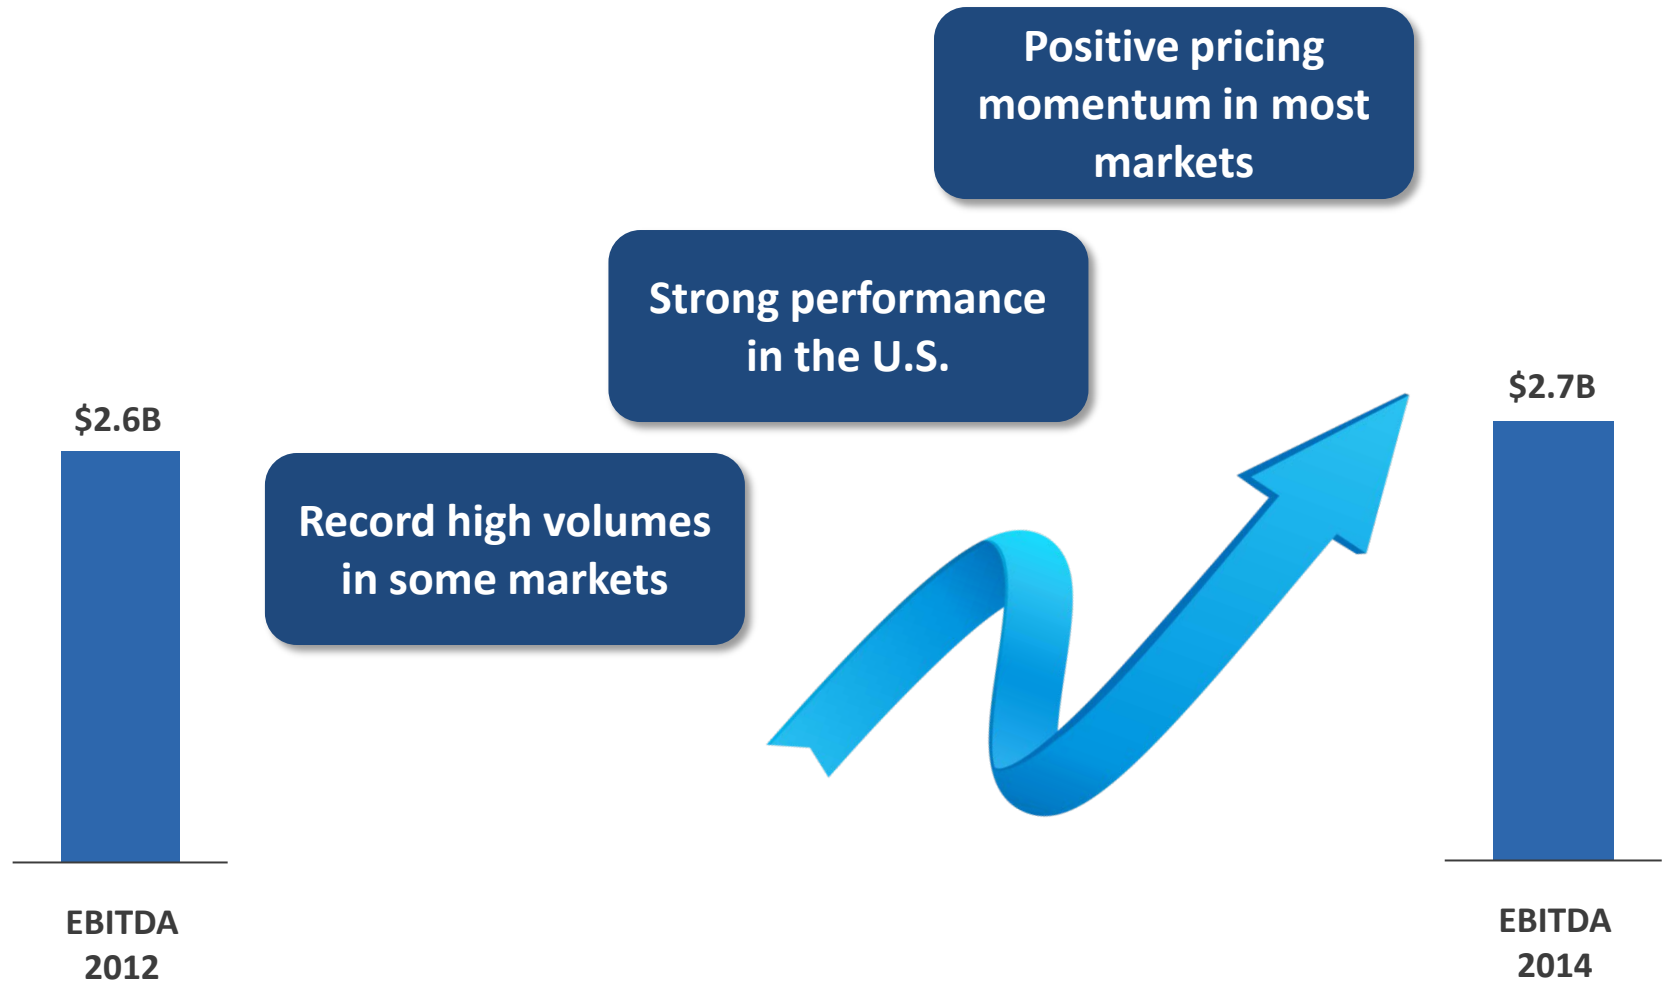 Positive pricing
momentum in most
markets
Strong performance
in the U.S.
Record high volumes
in some markets
$2.6B
EBITDA
2012
$2.7B
EBITDA
2014